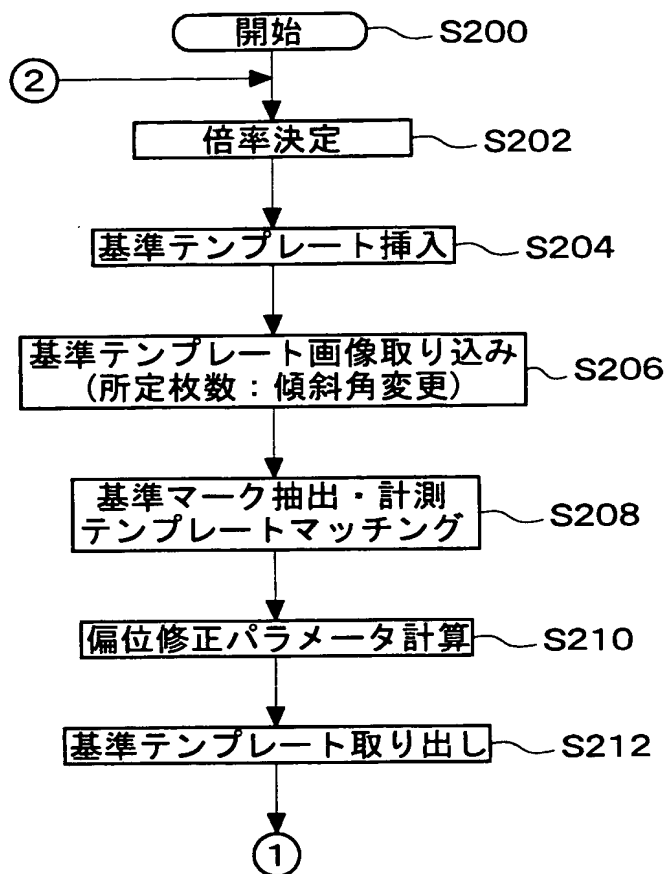 開始 S200
②
倍率決定 S202
基準テンプレート挿入 S204
基準テンプレート画像取り込み
(所定枚数：傾斜角変更) S206
基準マーク抽出・計測
テンプレートマッチング S208
偏位修正パラメータ計算 S210
基準テンプレート取り出し S212
①